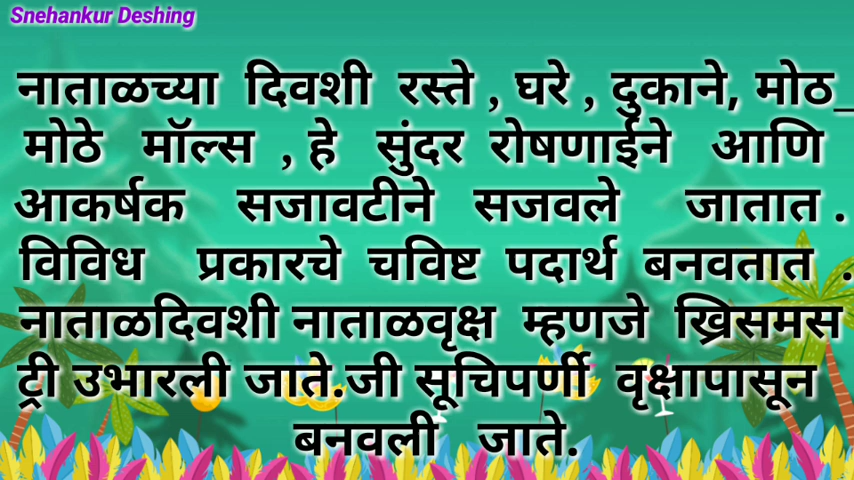 Snehankur Deshing
नाताळच्या दिवशी रस्ते , घरे , दुकाने, मोठ_
मोठे मॉल्स , हे सुंदर रोषणाईने आणि
आकर्षक सजावटीने सजवले जातात .
विविध प्रकारचे चविष्ट पदार्थ बनवतात .
नाताळदिवशी नाताळवृक्ष म्हणजे ख्रिसमस
ट्री उभारली जाते.जी सूचिपर्णी वृक्षापासून
बनवली जाते.